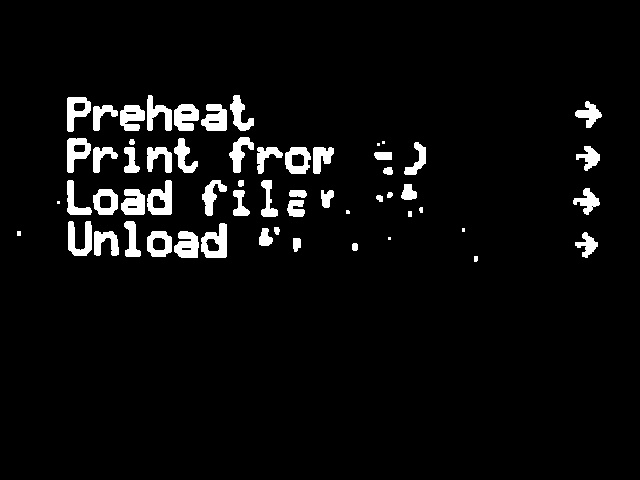 Preheat →
Print from →
Load →
Unload →